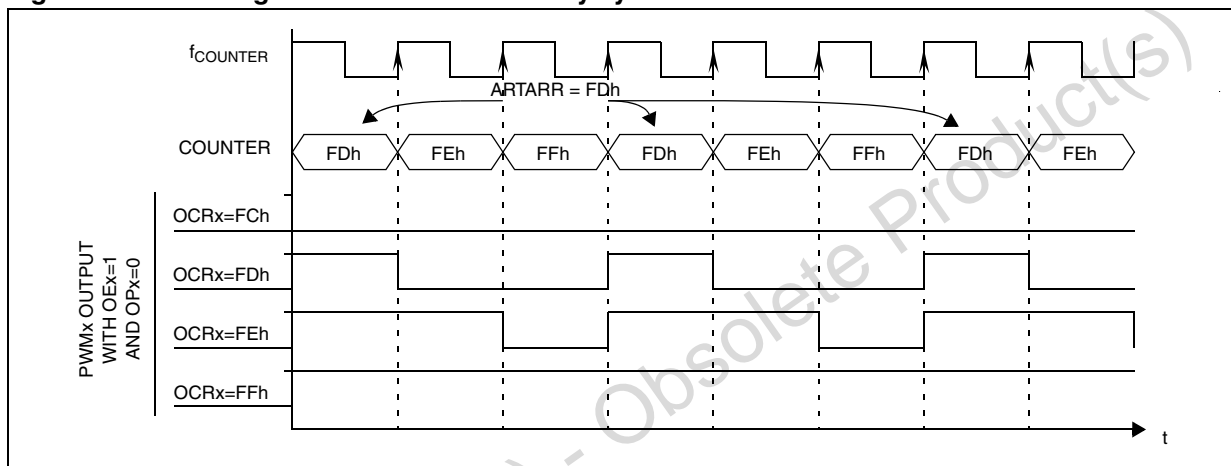 fCOUNTER
ARTARR = FDh
COUNTER
FDh FEh FFh FDh FEh FFh FDh FEh
PWMx OUTPUT
WITH OEx=1
AND OPx=0
OCRx=FCh
OCRx=FDh
OCRx=FEh
OCRx=FFh
t
) - Obsolete Product(s)